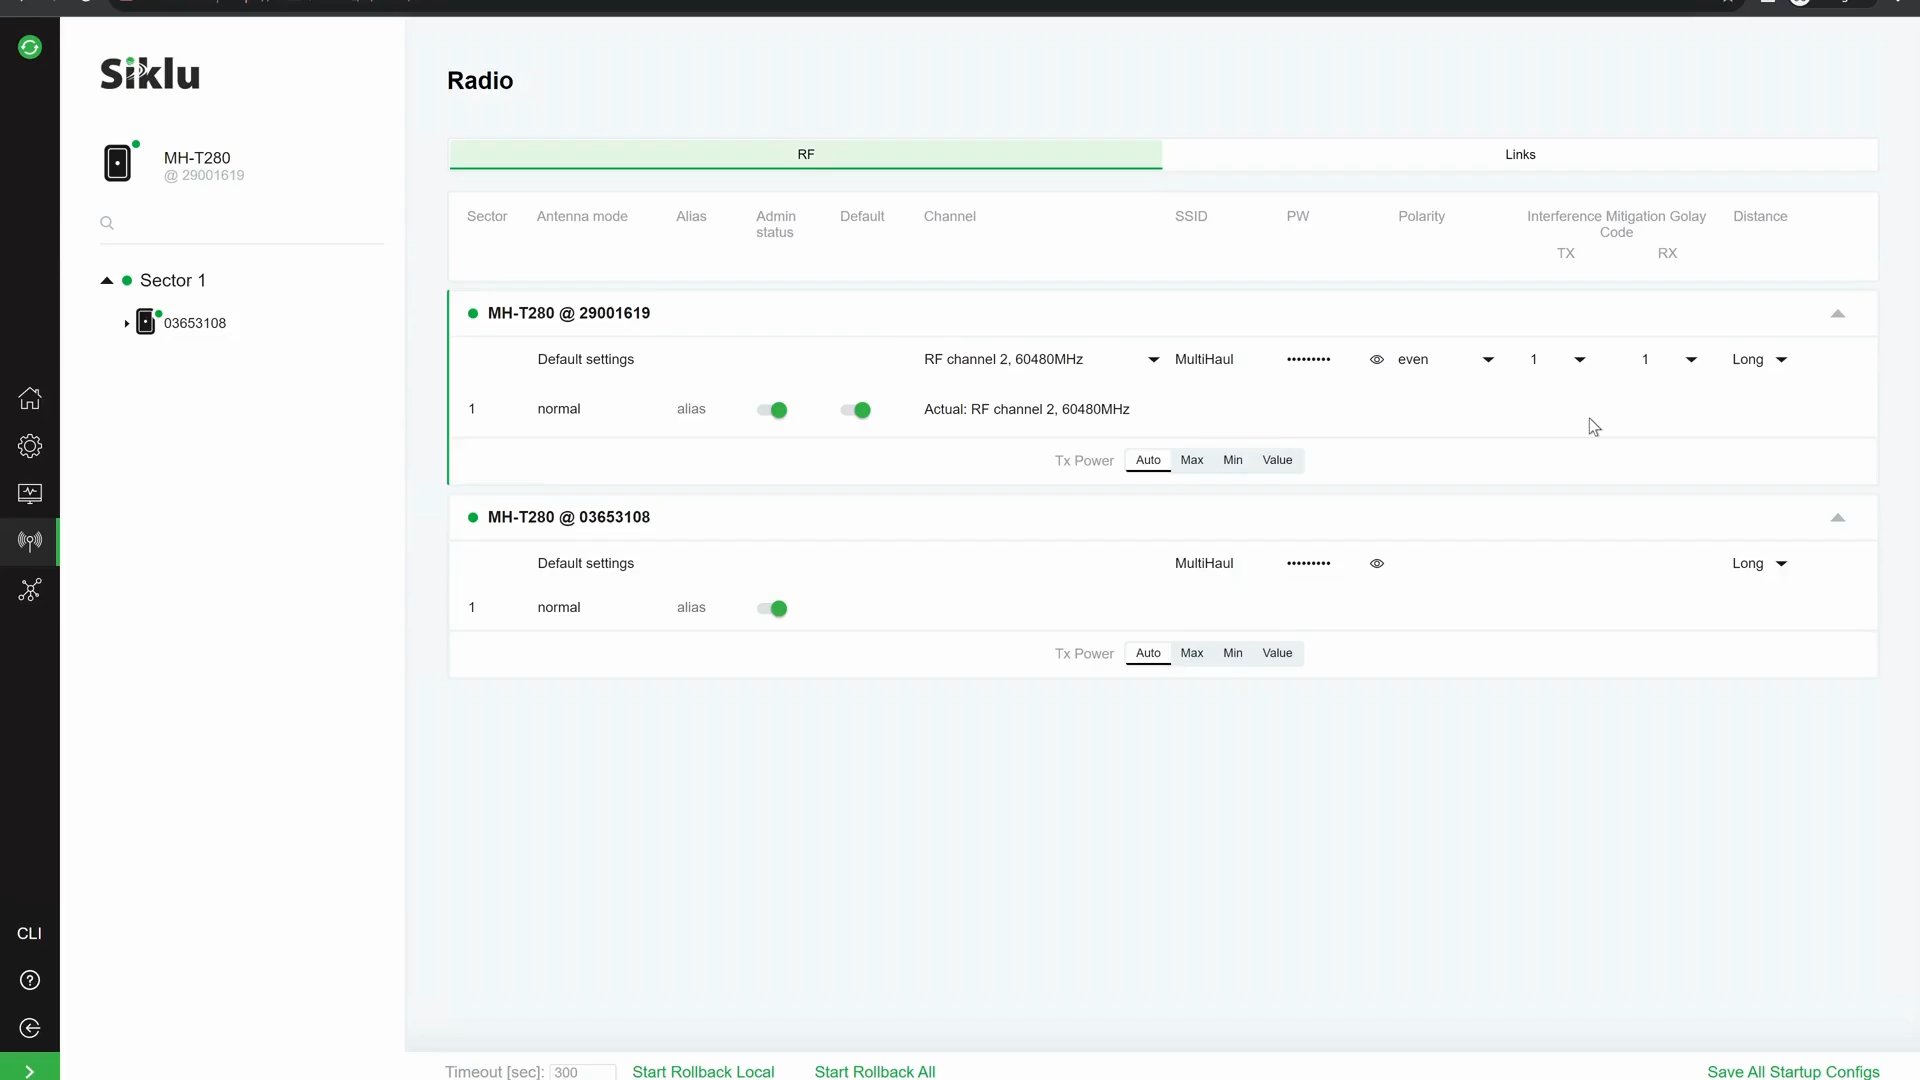 Siklu
MH-T280
@ 29001619
Sector 1
03653108
CLI
Radio
RF Links
Sector Antenna mode Alias Admin status Default Channel SSID PW Polarity Interference Mitigation Golay Code Distance
TX RX
MH-T280 @ 29001619
Default settings RF channel 2, 60480MHz MultiHaul ••••••••• even 1 1 Long
1 normal alias Actual: RF channel 2, 60480MHz
Tx Power Auto Max Min Value
MH-T280 @ 03653108
Default settings MultiHaul ••••••••• Long
1 normal alias
Tx Power Auto Max Min Value
Timeout [sec]: 300 Start Rollback Local Start Rollback All Save All Startup Configs